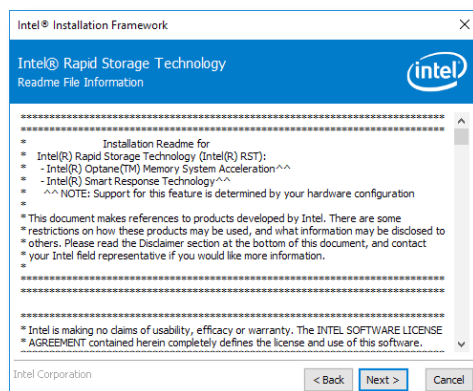 Intel® Installation Framework
Intel® Rapid Storage Technology
Readme File Information
intel
********************************************************************************
********************************************************************************
* Installation Readme for
* Intel(R) Rapid Storage Technology (Intel(R) RST):
* - Intel(R) Optane(TM) Memory System Acceleration^^
* - Intel(R) Smart Response Technology^^
* ^^ NOTE: Support for this feature is determined by your hardware configuration
*
* This document makes references to products developed by Intel. There are some
* restrictions on how these products may be used, and what information may be disclosed to
* others. Please read the Disclaimer section at the bottom of this document, and contact
* your Intel field representative if you would like more information.
*
********************************************************************************
********************************************************************************
********************************************************************************
* Intel is making no claims of usability, efficacy or warranty. The INTEL SOFTWARE LICENSE
* AGREEMENT contained herein completely defines the license and use of this software.
********************************************************************************
Intel Corporation
< Back Next > Cancel